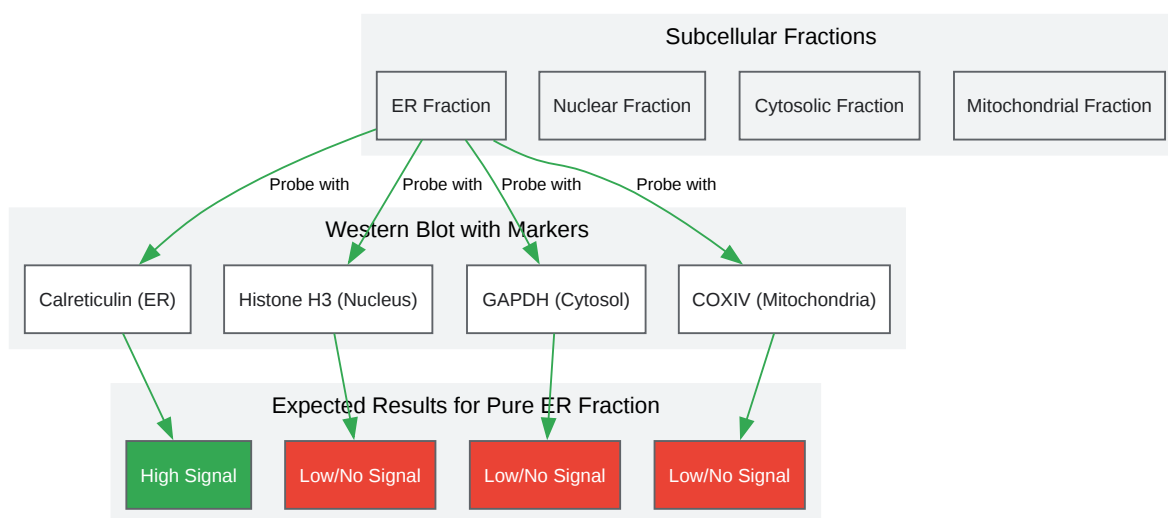 Subcellular Fractions
ER Fraction
Nuclear Fraction
Cytosolic Fraction
Mitochondrial Fraction
Probe with
Probe with
Probe with
Probe with
Western Blot with Markers
Calreticulin (ER)
Histone H3 (Nucleus)
GAPDH (Cytosol)
COXIV (Mitochondria)
Expected Results for Pure ER Fraction
High Signal
Low/No Signal
Low/No Signal
Low/No Signal